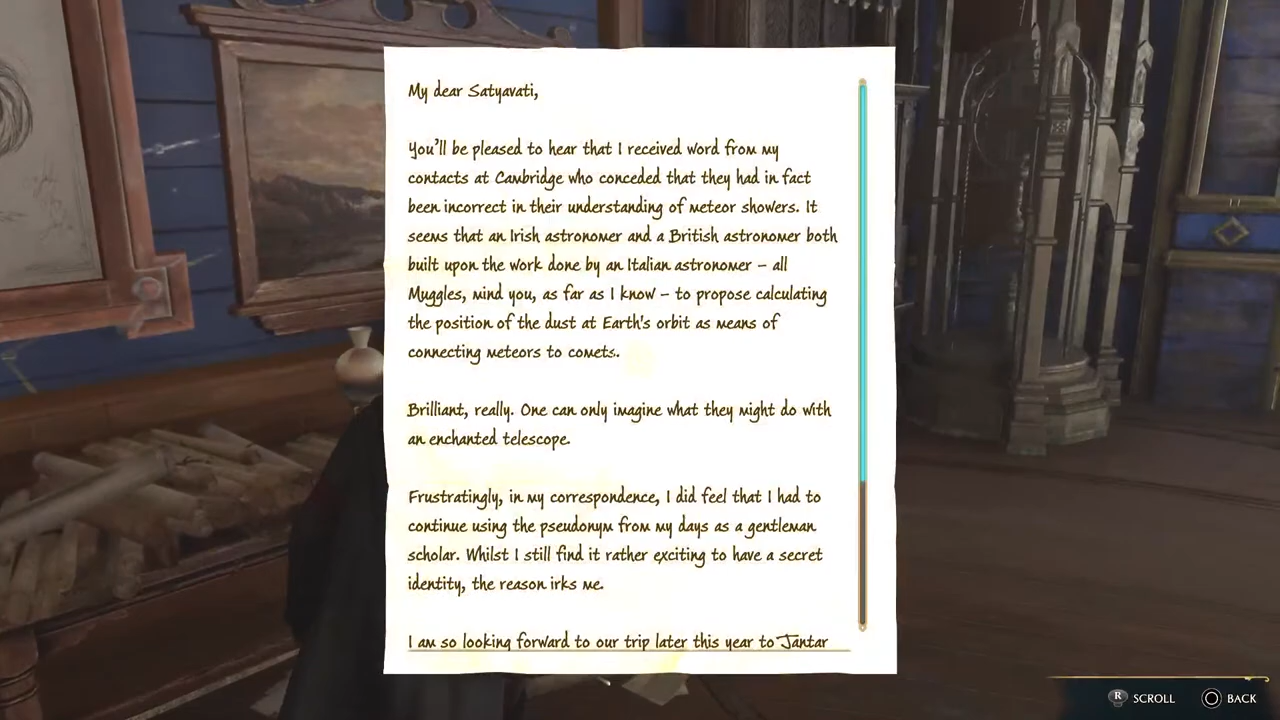 My dear Satyavati,
You'll be pleased to hear that I received word from my
contacts at Cambridge who conceded that they had in fact
been incorrect in their understanding of meteor showers. It
seems that an Irish astronomer and a British astronomer both
built upon the work done by an Italian astronomer – all
Muggles, mind you, as far as I know – to propose calculating
the position of the dust at Earth's orbit as means of
connecting meteors to comets.
Brilliant, really. One can only imagine what they might do with
an enchanted telescope.
Frustratingly, in my correspondence, I did feel that I had to
continue using the pseudonym from my days as a gentleman
scholar. Whilst I still find it rather exciting to have a secret
identity, the reason irks me.
I am so looking forward to our trip later this year to Jantar
R SCROLL BACK